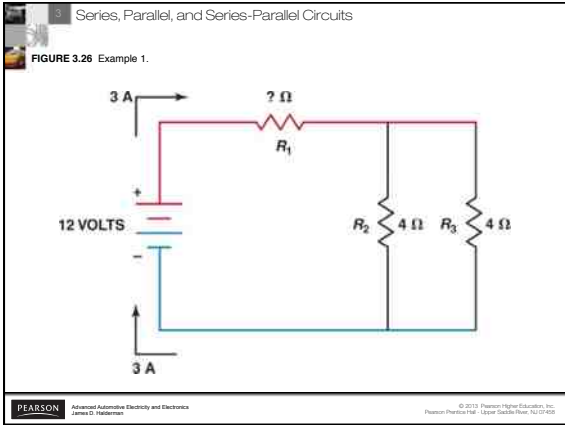 3 Series, Parallel, and Series-Parallel Circuits
FIGURE 3.26 Example 1.
3 A
? Ω
R₁
+
12 VOLTS
−
R₂ 4 Ω R₃ 4 Ω
3 A
PEARSON
Advanced Automotive Electricity and Electronics
James D. Halderman
© 2013 Pearson Higher Education, Inc.
Pearson Prentice Hall - Upper Saddle River, NJ 07458